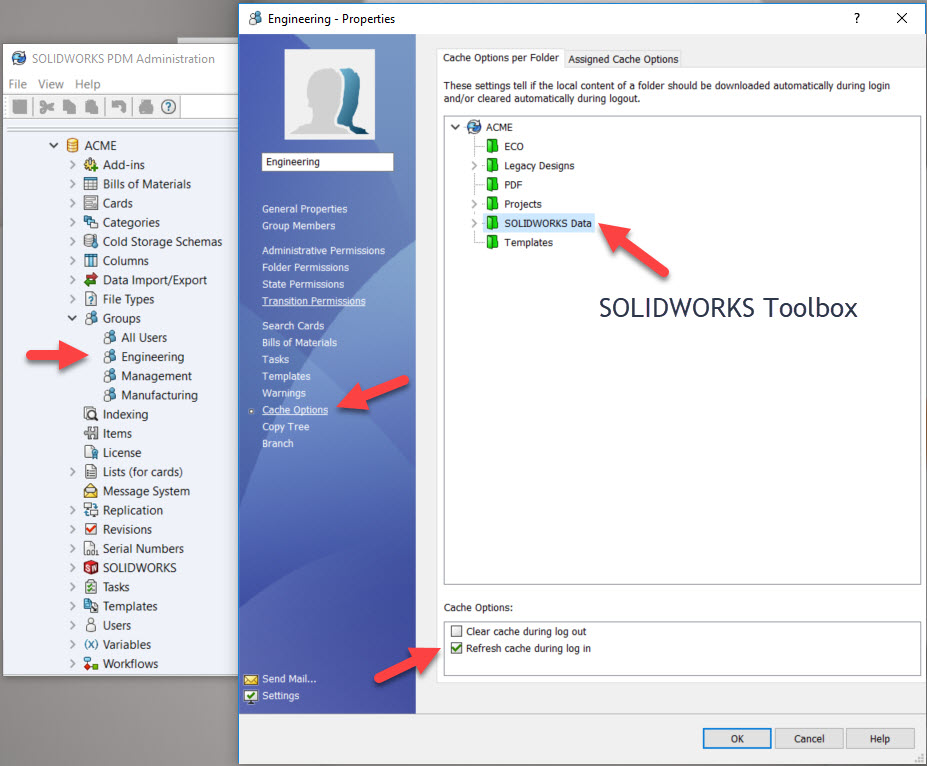 SOLIDWORKS PDM Administration
File View Help
ACME
Add-ins
Bills of Materials
Cards
Categories
Cold Storage Schemas
Columns
Data Import/Export
File Types
Groups
All Users
Engineering
Management
Manufacturing
Indexing
Items
License
Lists (for cards)
Message System
Replication
Revisions
Serial Numbers
SOLIDWORKS
Tasks
Templates
Users
Variables
Workflows
Engineering - Properties
Engineering
General Properties
Group Members
Administrative Permissions
Folder Permissions
State Permissions
Transition Permissions
Search Cards
Bills of Materials
Tasks
Templates
Warnings
Cache Options
Copy Tree
Branch
Send Mail...
Settings
Cache Options per Folder Assigned Cache Options
These settings tell if the local content of a folder should be downloaded automatically during login
and/or cleared automatically during logout.
ACME
ECO
Legacy Designs
PDF
Projects
SOLIDWORKS Data
Templates
SOLIDWORKS Toolbox
Cache Options:
Clear cache during log out
Refresh cache during log in
OK Cancel Help